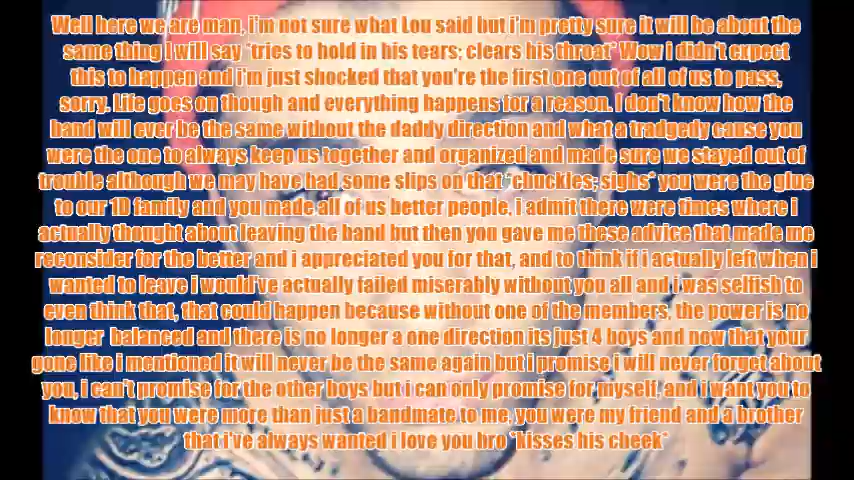 Well here we are man, i'm not sure what Lou said but i'm pretty sure it will be about the
same thing I will say *tries to hold in his tears; clears his throat* Wow i didn't expect
this to happen and i'm just shocked that you're the first one out of all of us to pass,
sorry. Life goes on though and everything happens for a reason. I don't know how the
band will ever be the same without the daddy direction and what a tradgedy cause you
were the one to always keep us together and organized and made sure we stayed out of
trouble although we may have had some slips on that *chuckles; sighs* you were the glue
to our 1D family and you made all of us better people, i admit there were times where i
actually thought about leaving the band but then you gave me these advice that made me
reconsider for the better and i appreciated you for that, and to think if i actually left when i
wanted to leave i would've actually failed miserably without you all and i was selfish to
even think that, that could happen because without one of the members, the power is no
longer balanced and there is no longer a one direction its just 4 boys and now that your
gone like i mentioned it will never be the same again but i promise i will never forget about
you, i can't promise for the other boys but i can only promise for myself, and i want you to
know that you were more than just a bandmate to me, you were my friend and a brother
that i've always wanted i love you bro *kisses his cheek*